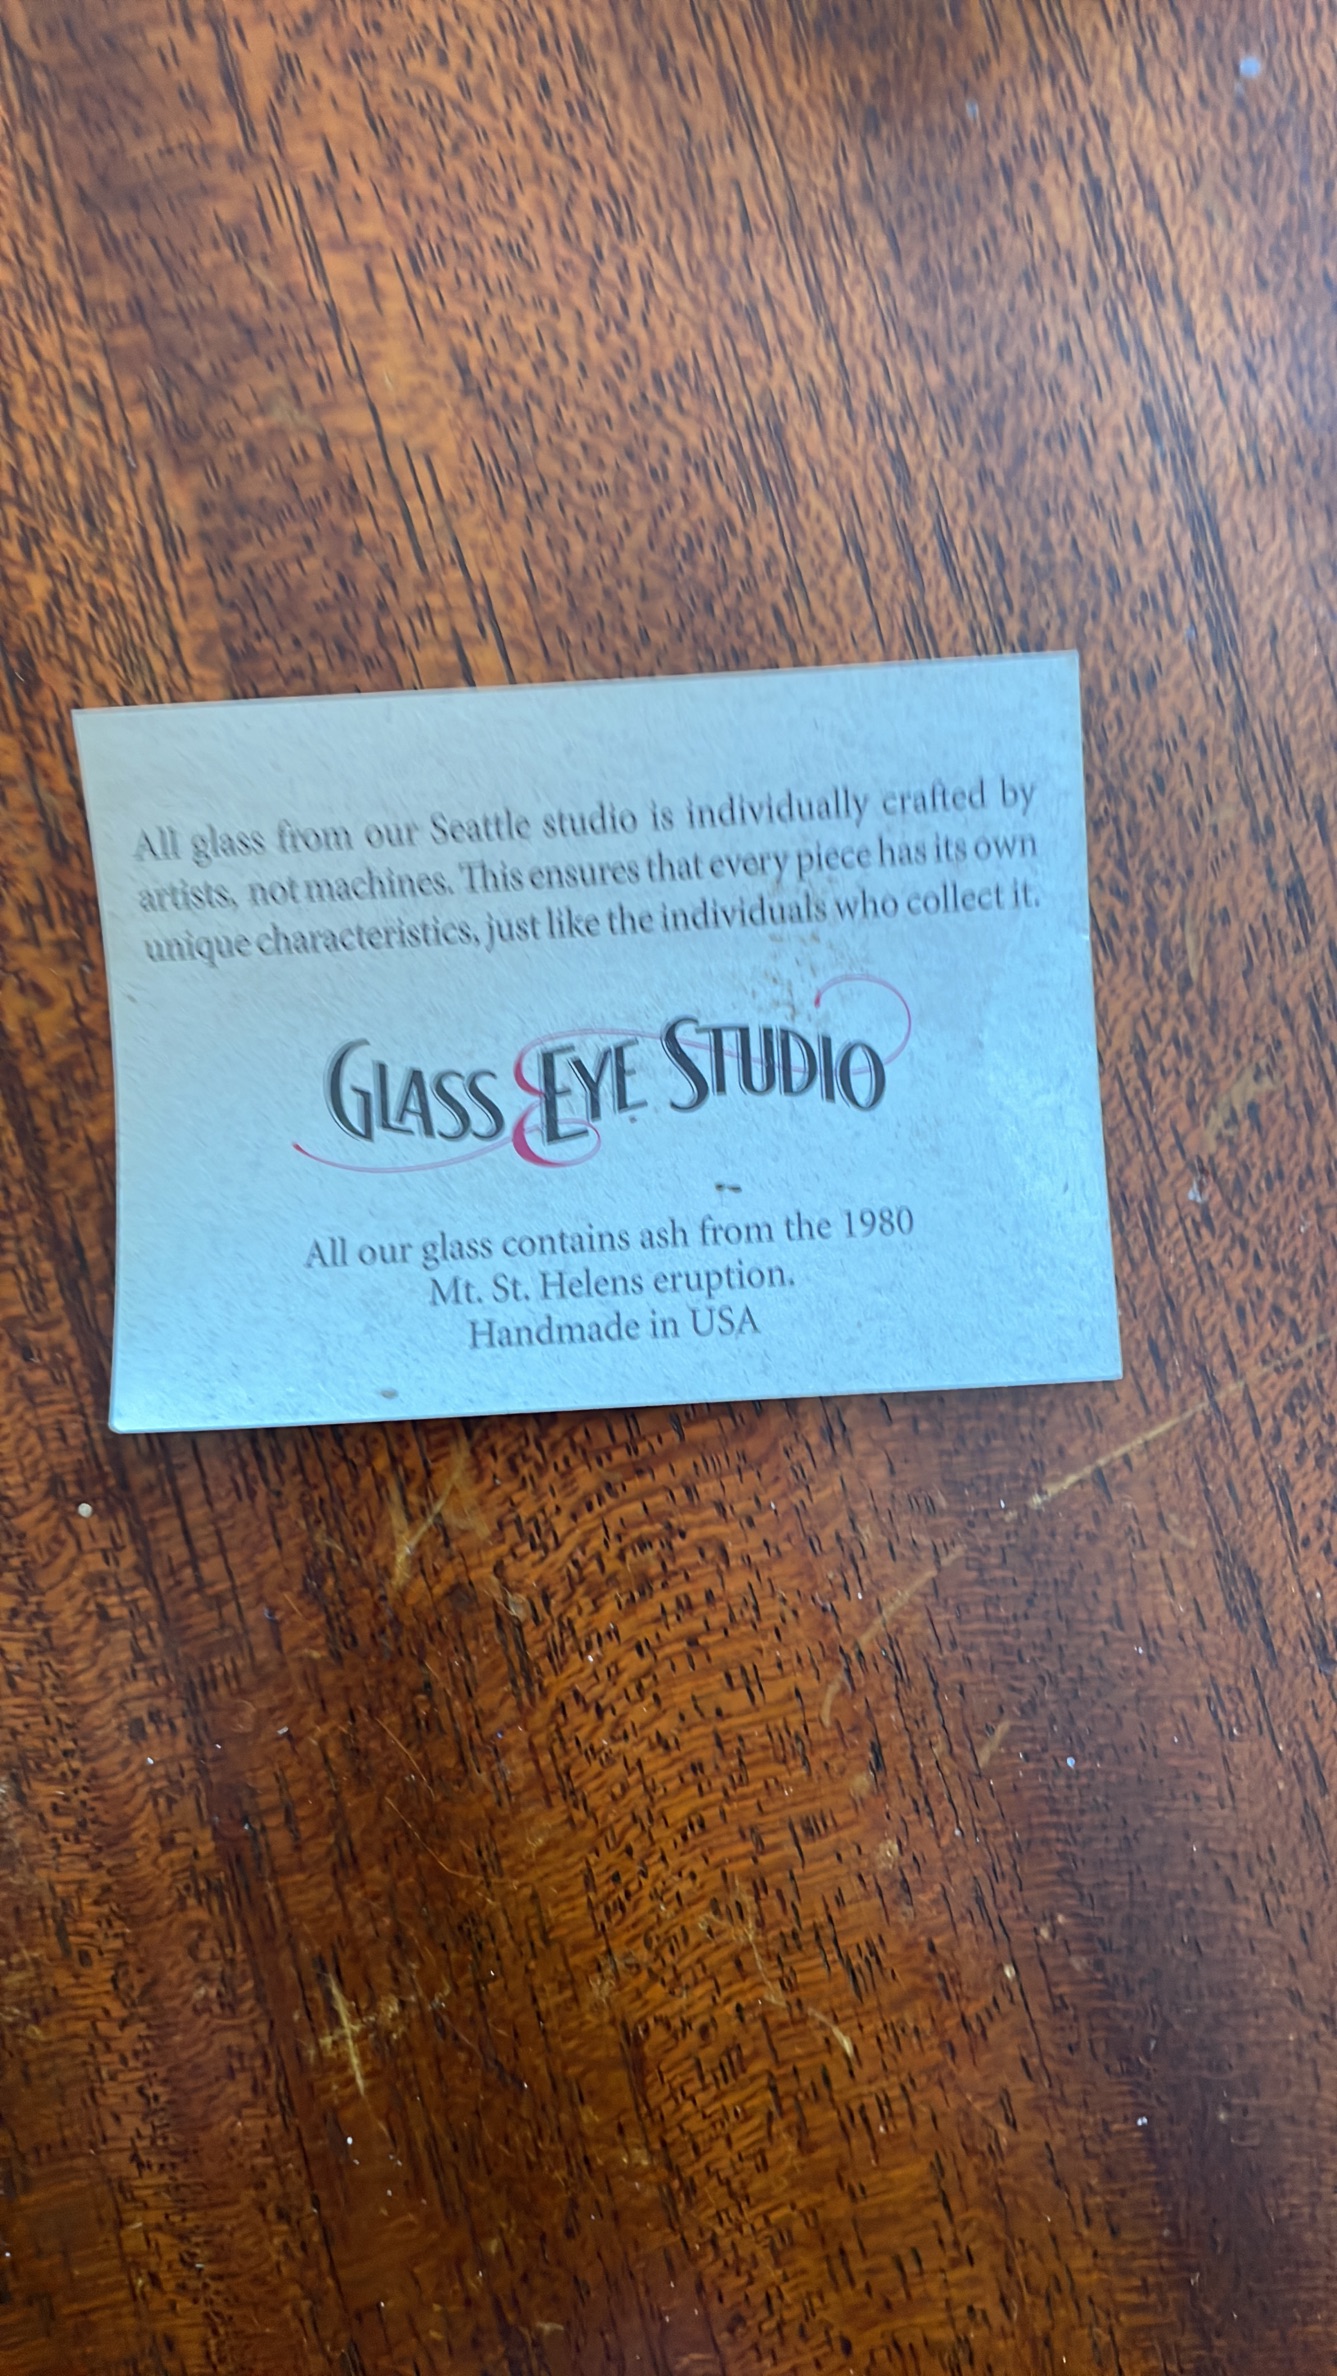 All glass from our Seattle studio is individually crafted by
artists, not machines. This ensures that every piece has its own
unique characteristics, just like the individuals who collect it.
GLASS EYE STUDIO
All our glass contains ash from the 1980
Mt. St. Helens eruption.
Handmade in USA